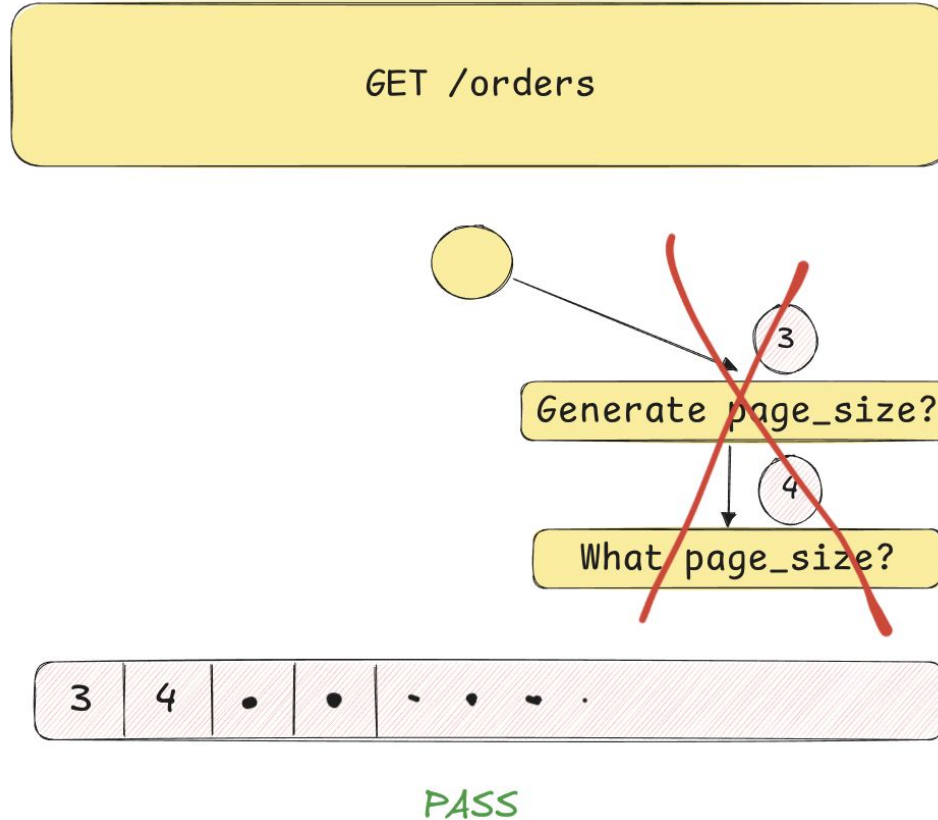 GET /orders
3
Generate page_size?
4
What page_size?
3 4
PASS